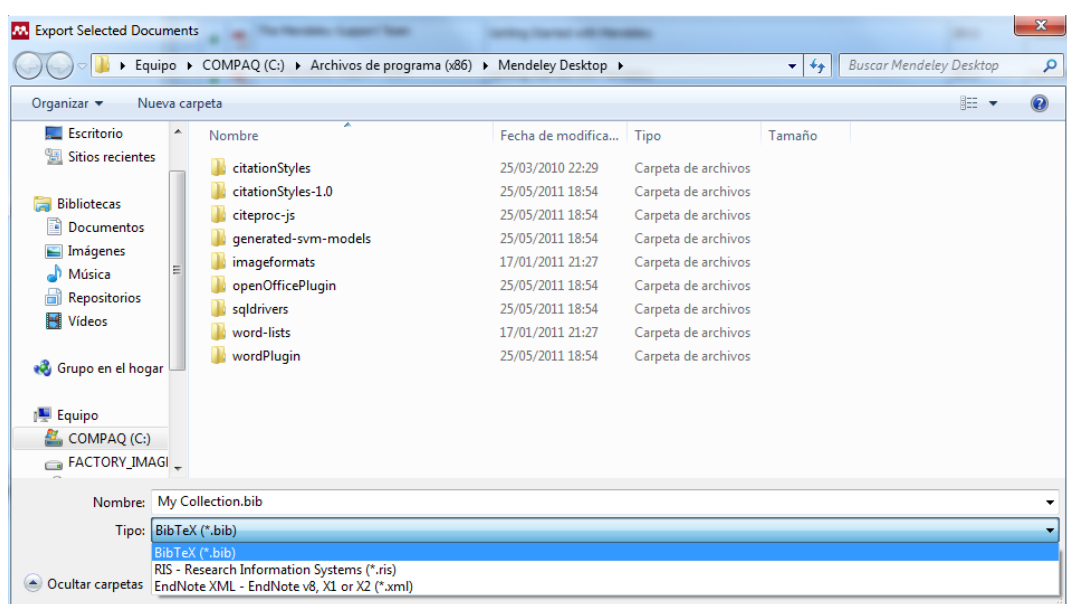 Export Selected Documents
Equipo COMPAQ (C:) Archivos de programa (x86) Mendeley Desktop Buscar Mendeley Desktop
Organizar Nueva carpeta
Escritorio
Sitios recientes
Bibliotecas
Documentos
Imágenes
Música
Repositorios
Vídeos
Grupo en el hogar
Equipo
COMPAQ (C:)
FACTORY_IMAG
Nombre Fecha de modifica... Tipo Tamaño
citationStyles 25/03/2010 22:29 Carpeta de archivos
citationStyles-1.0 25/05/2011 18:54 Carpeta de archivos
citeproc-js 25/05/2011 18:54 Carpeta de archivos
generated-svm-models 25/05/2011 18:54 Carpeta de archivos
imageformats 17/01/2011 21:27 Carpeta de archivos
openOfficePlugin 25/05/2011 18:54 Carpeta de archivos
sqldrivers 25/05/2011 18:54 Carpeta de archivos
word-lists 17/01/2011 21:27 Carpeta de archivos
wordPlugin 25/05/2011 18:54 Carpeta de archivos
Nombre: My Collection.bib
Tipo: BibTeX (*.bib)
BibTeX (*.bib)
RIS - Research Information Systems (*.ris)
Ocultar carpetas EndNote XML - EndNote v8, X1 or X2 (*.xml)